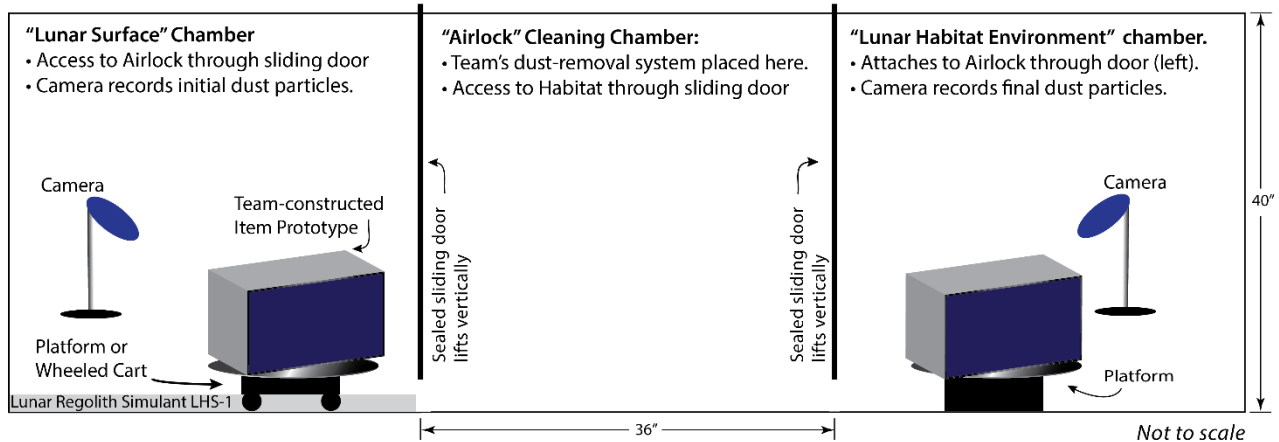 “Lunar Surface” Chamber
• Access to Airlock through sliding door
• Camera records initial dust particles.
“Airlock” Cleaning Chamber:
• Team’s dust-removal system placed here.
• Access to Habitat through sliding door
“Lunar Habitat Environment” chamber.
• Attaches to Airlock through door (left).
• Camera records final dust particles.
Camera
Team-constructed
Item Prototype
Platform or
Wheeled Cart
Lunar Regolith Simulant LHS-1
Sealed sliding door
lifts vertically
Sealed sliding door
lifts vertically
Camera
Platform
40”
36”
Not to scale